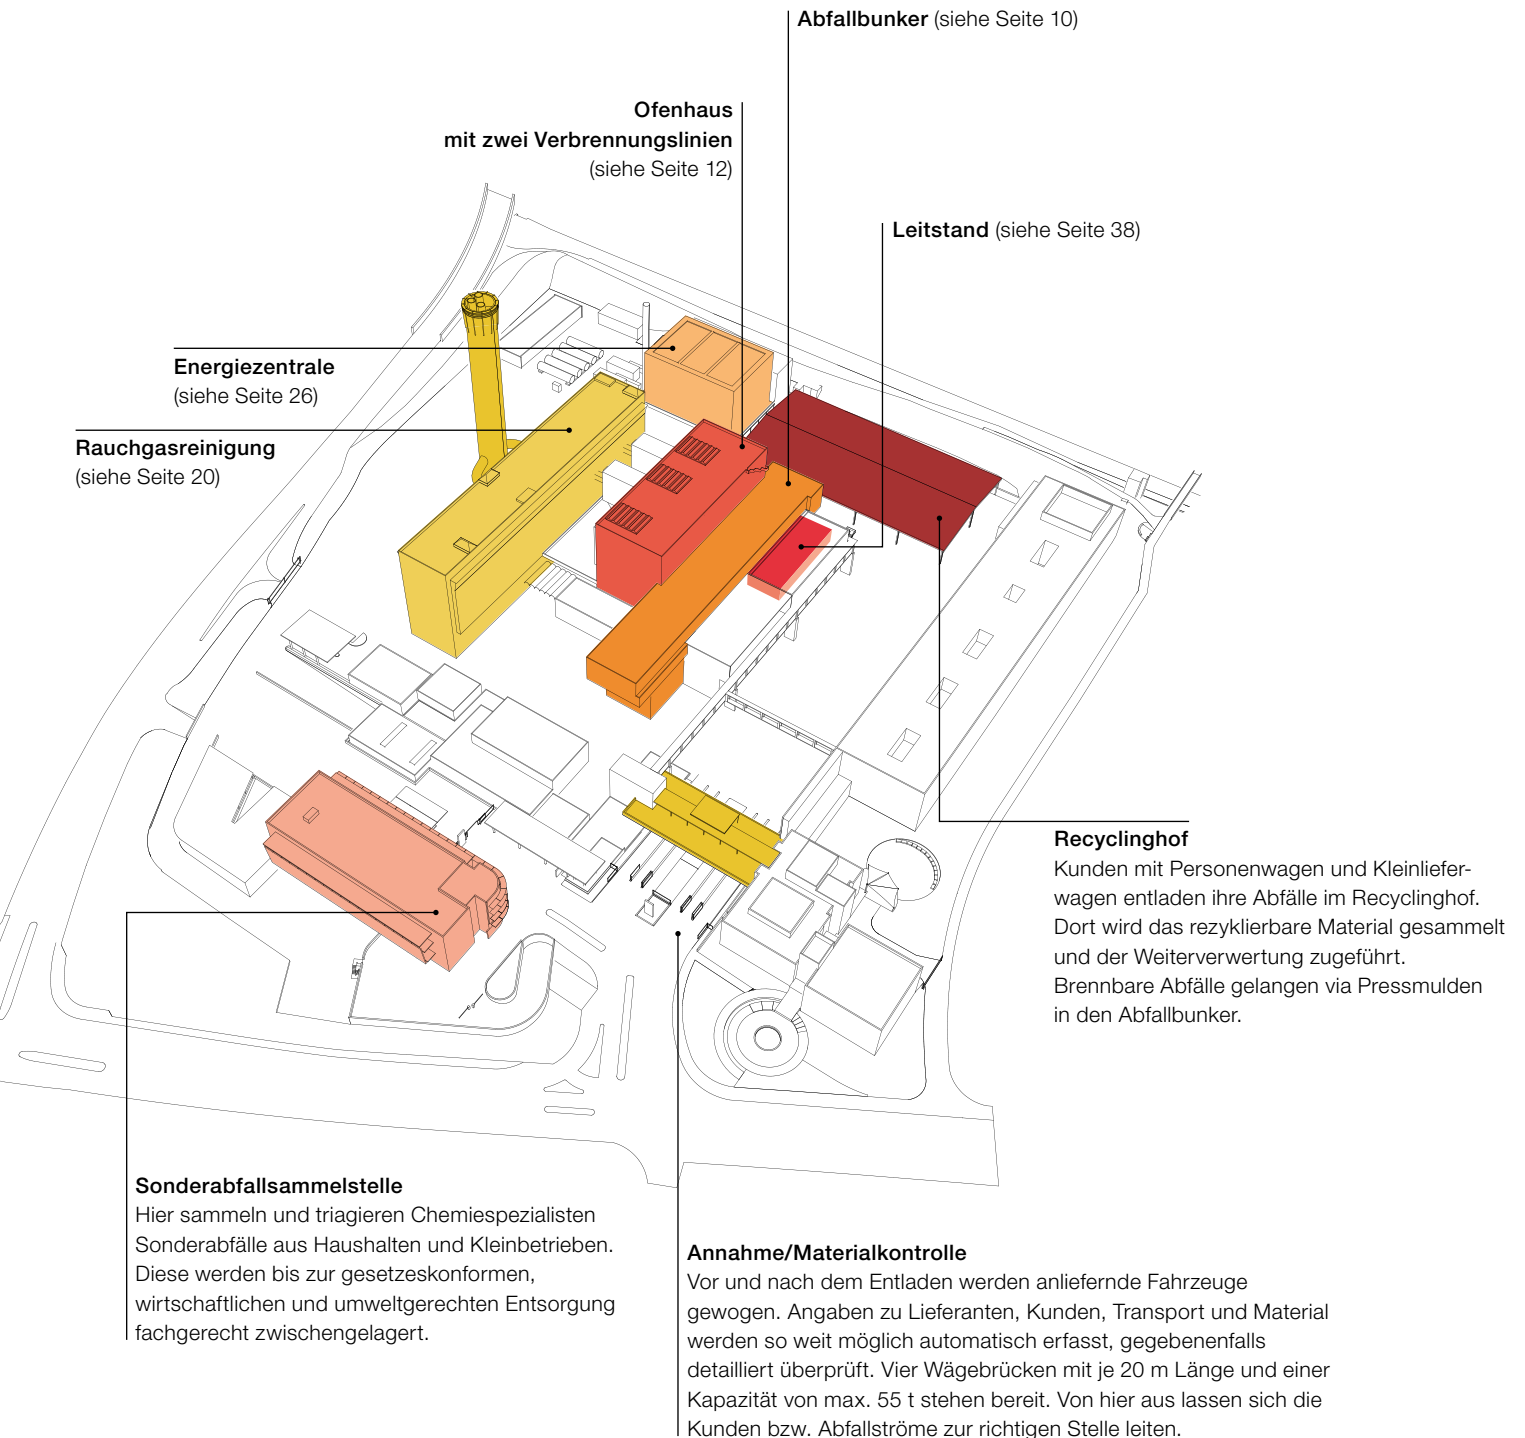 Abfallbunker (siehe Seite 10)
Ofenhaus
mit zwei Verbrennungslinien
(siehe Seite 12)
Leitstand (siehe Seite 38)
Energiezentrale
(siehe Seite 26)
Rauchgasreinigung
(siehe Seite 20)
Recyclinghof
Kunden mit Personenwagen und Kleinliefer-
wagen entladen ihre Abfälle im Recyclinghof.
Dort wird das rezyklierbare Material gesammelt
und der Weiterverwertung zugeführt.
Brennbare Abfälle gelangen via Pressmulden
in den Abfallbunker.
Sonderabfallsammelstelle
Hier sammeln und triagieren Chemiespezialisten
Sonderabfälle aus Haushalten und Kleinbetrieben.
Diese werden bis zur gesetzeskonformen,
wirtschaftlichen und umweltgerechten Entsorgung
fachgerecht zwischengelagert.
Annahme/Materialkontrolle
Vor und nach dem Entladen werden anliefernde Fahrzeuge
gewogen. Angaben zu Lieferanten, Kunden, Transport und Material
werden so weit möglich automatisch erfasst, gegebenenfalls
detailliert überprüft. Vier Wägebrücken mit je 20 m Länge und einer
Kapazität von max. 55 t stehen bereit. Von hier aus lassen sich die
Kunden bzw. Abfallströme zur richtigen Stelle leiten.